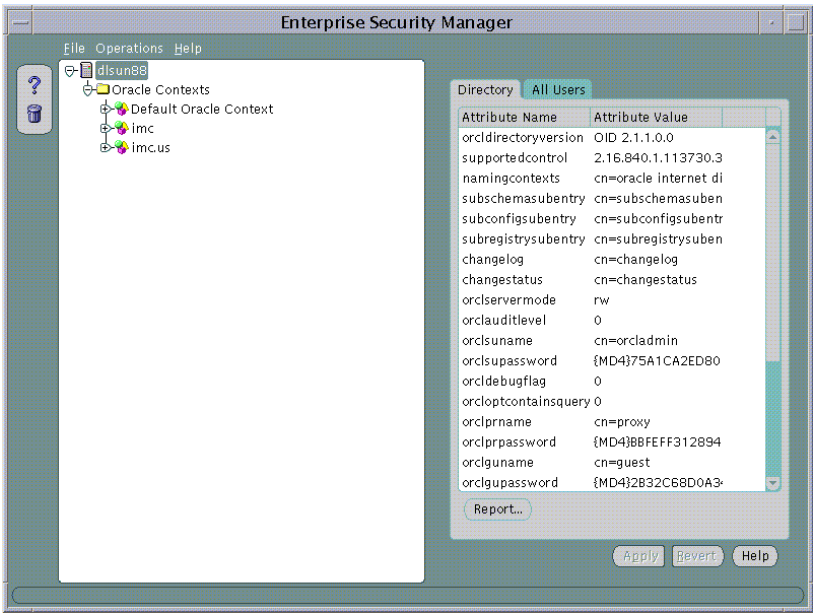 Enterprise Security Manager
File Operations Help
dlsun88
Oracle Contexts
Default Oracle Context
imc
imc.us
Directory All Users
Attribute Name Attribute Value
orcldirectoryversion OID 2.1.1.0.0
supportedcontrol 2.16.840.1.113730.3
namingcontexts cn=oracle internet di
subschemasubentry cn=subschemasuben
subconfigsubentry cn=subconfigsubentr
subregistrysubentry cn=subregistrysuben
changelog cn=changelog
changestatus cn=changestatus
orclservermode rw
orclauditlevel 0
orclsuname cn=orcladmin
orclsupassword {MD4}75A1CA2ED80
orcldebugflag 0
orcloptcontainsquery 0
orclprname cn=proxy
orclprpassword {MD4}BBFEFF312894
orclguname cn=guest
orclgupassword {MD4}2B32C68D0A3
Report...
Apply Revert Help